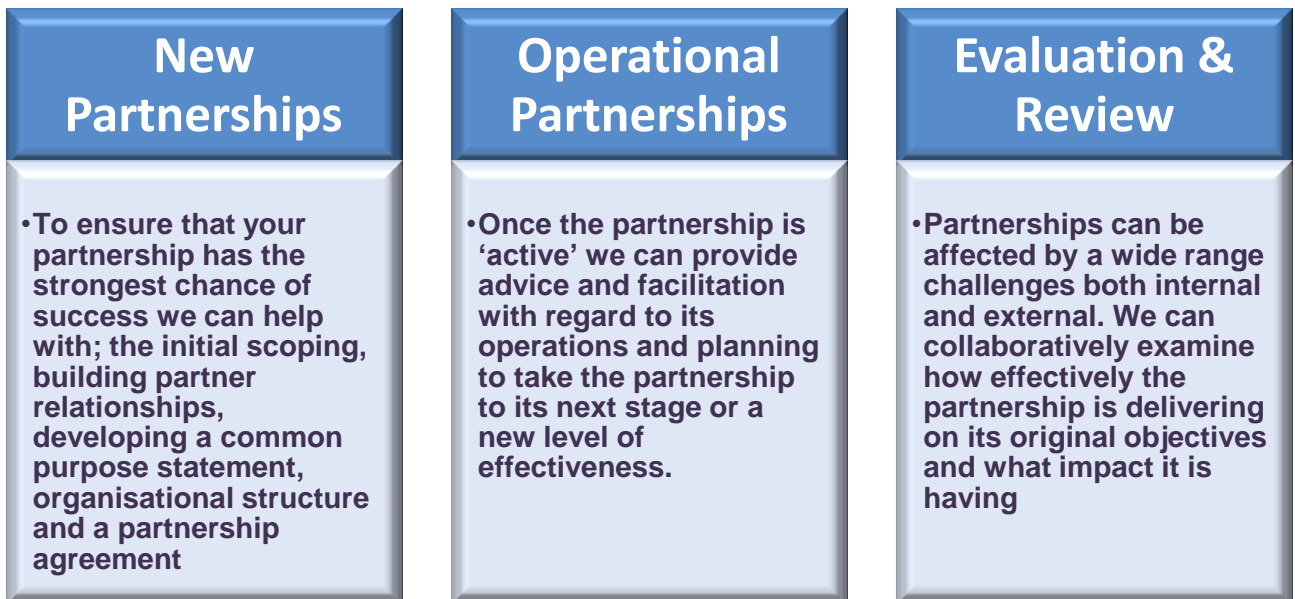 New
Partnerships
•To ensure that your
partnership has the
strongest chance of
success we can help
with; the initial scoping,
building partner
relationships,
developing a common
purpose statement,
organisational structure
and a partnership
agreement
Operational
Partnerships
•Once the partnership is
‘active’ we can provide
advice and facilitation
with regard to its
operations and planning
to take the partnership
to its next stage or a
new level of
effectiveness.
Evaluation &
Review
•Partnerships can be
affected by a wide range
challenges both internal
and external. We can
collaboratively examine
how effectively the
partnership is delivering
on its original objectives
and what impact it is
having